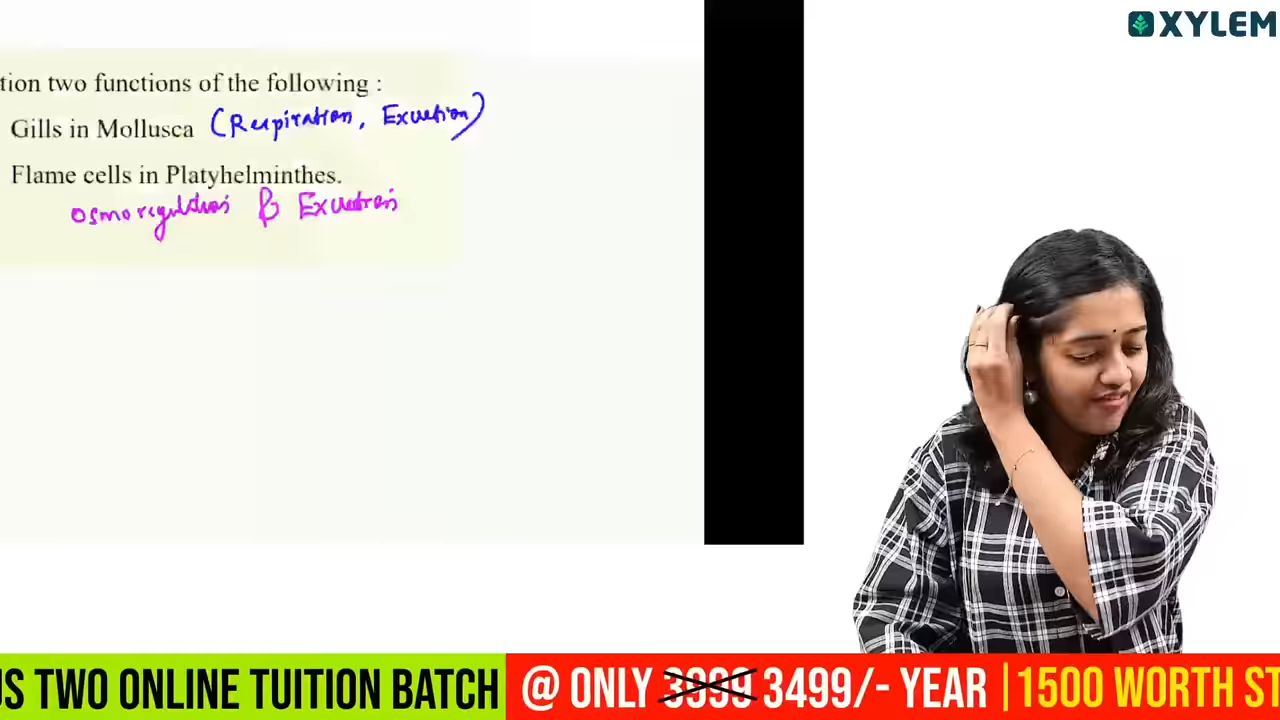 XYLEM
tion two functions of the following :
Gills in Mollusca (Respiration, Excretion)
Flame cells in Platyhelminthes.
Osmoregulation & Excretion
US TWO ONLINE TUITION BATCH @ ONLY 3999 3499/- YEAR | 1500 WORTH ST